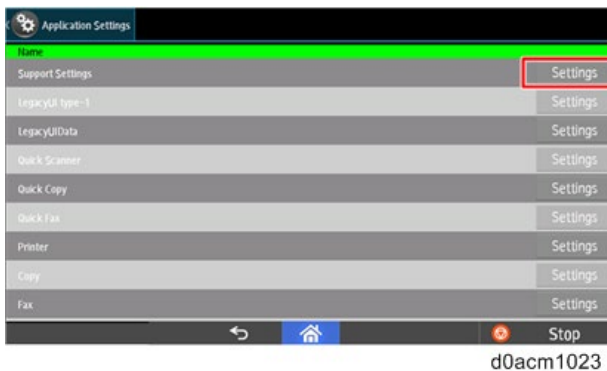 Application Settings
Name
Support Settings Settings
LegacyUI type-1 Settings
LegacyUIData Settings
Quick Scanner Settings
Quick Copy Settings
Quick Fax Settings
Printer Settings
Copy Settings
Fax Settings
Stop
d0acm1023